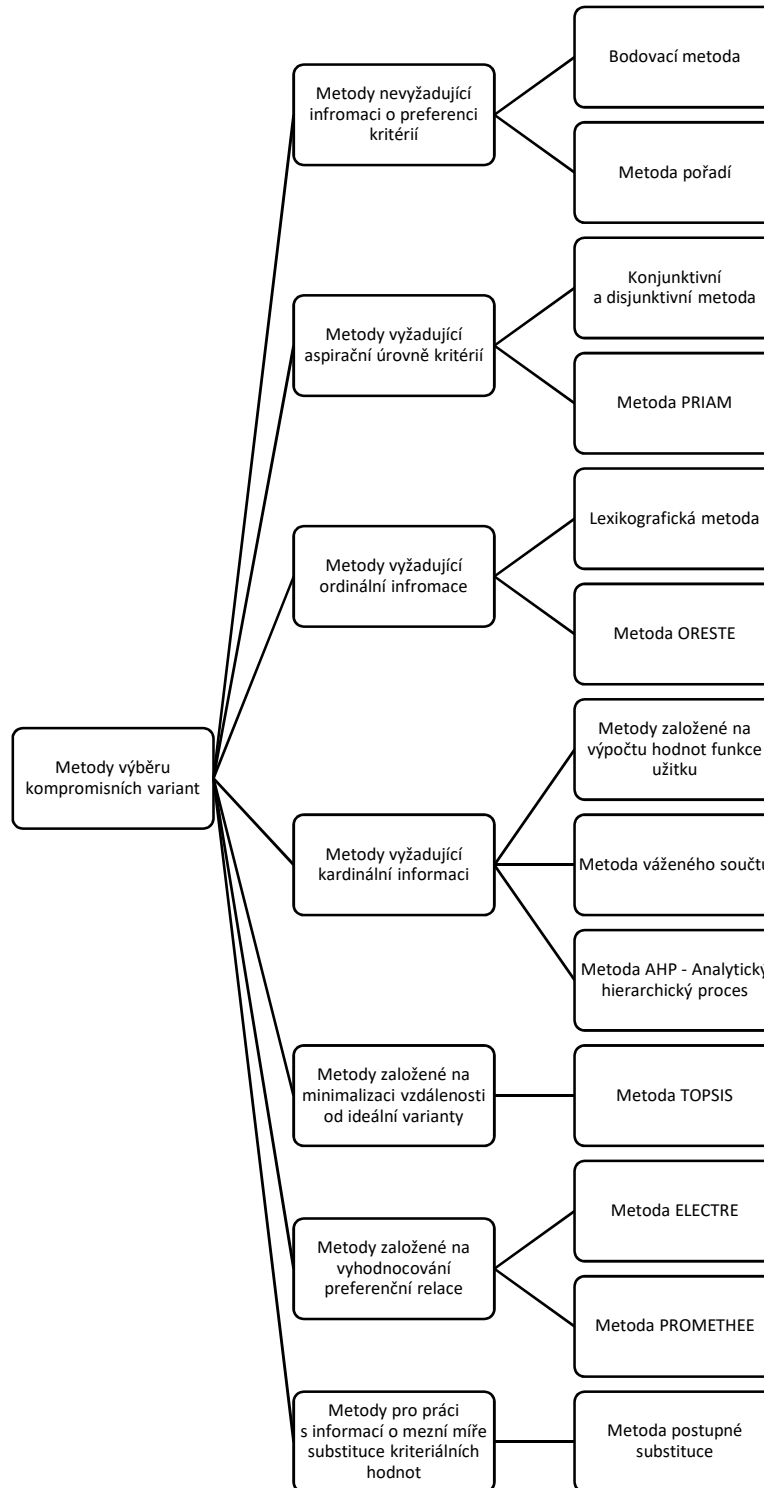 Metody výběru
kompromisních variant
Metody nevyžadující
infromaci o preferenci
kritérií
Bodovací metoda
Metoda pořadí
Metody vyžadující
aspirační úrovně kritérií
Konjunktivní
a disjunktivní metoda
Metoda PRIAM
Metody vyžadující
ordinální infromace
Lexikografická metoda
Metoda ORESTE
Metody vyžadující
kardinální informaci
Metody založené na
výpočtu hodnot funkce
užitku
Metoda váženého součtu
Metoda AHP - Analytický
hierarchický proces
Metody založené na
minimalizaci vzdálenosti
od ideální varianty
Metoda TOPSIS
Metody založené na
vyhodnocování
preferenční relace
Metoda ELECTRE
Metoda PROMETHEE
Metody pro práci
s informací o mezní míře
substituce kriteriálních
hodnot
Metoda postupné
substituce